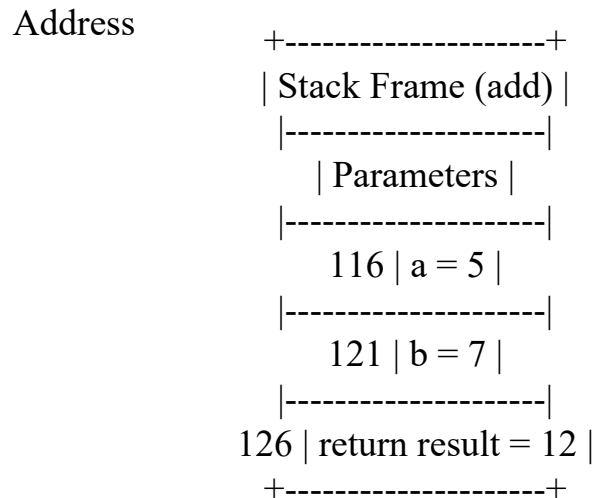 Address
+---------------------+
| Stack Frame (add) |
|---------------------|
| Parameters |
|---------------------|
116 | a = 5 |
|---------------------|
121 | b = 7 |
|---------------------|
126 | return result = 12 |
+---------------------+